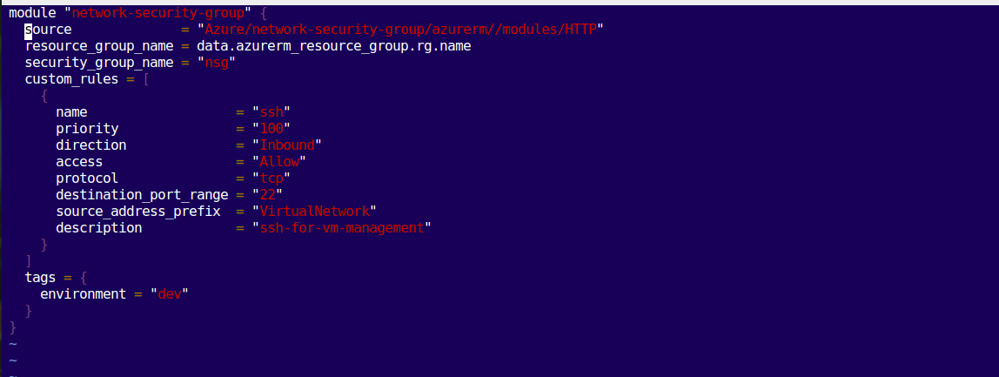 module "network-security-group" {
  source              = "Azure/network-security-group/azurerm//modules/HTTP"
  resource_group_name = data.azurerm_resource_group.rg.name
  security_group_name = "nsg"
  custom_rules = [
    {
      name                   = "ssh"
      priority               = "100"
      direction              = "Inbound"
      access                 = "Allow"
      protocol               = "tcp"
      destination_port_range = "22"
      source_address_prefix  = "VirtualNetwork"
      description            = "ssh-for-vm-management"
    }
  ]
  tags = {
    environment = "dev"
  }
}
~
~
~